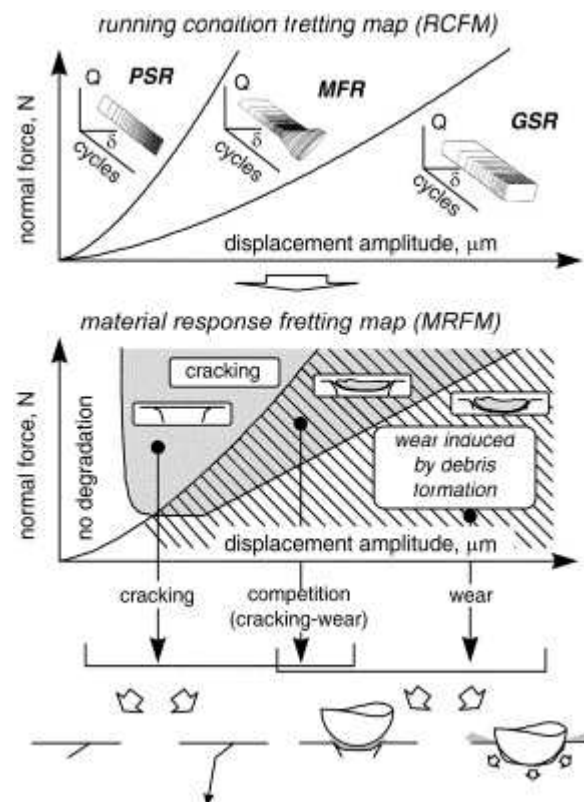 running condition fretting map (RCFM)
normal force, N
Q
PSR
δ
cycles
Q
MFR
δ
cycles
Q
GSR
δ
cycles
displacement amplitude, μm
material response fretting map (MRFM)
normal force, N
no degradation
cracking
wear induced
by debris
formation
displacement amplitude, μm
cracking
competition
(cracking-wear)
wear